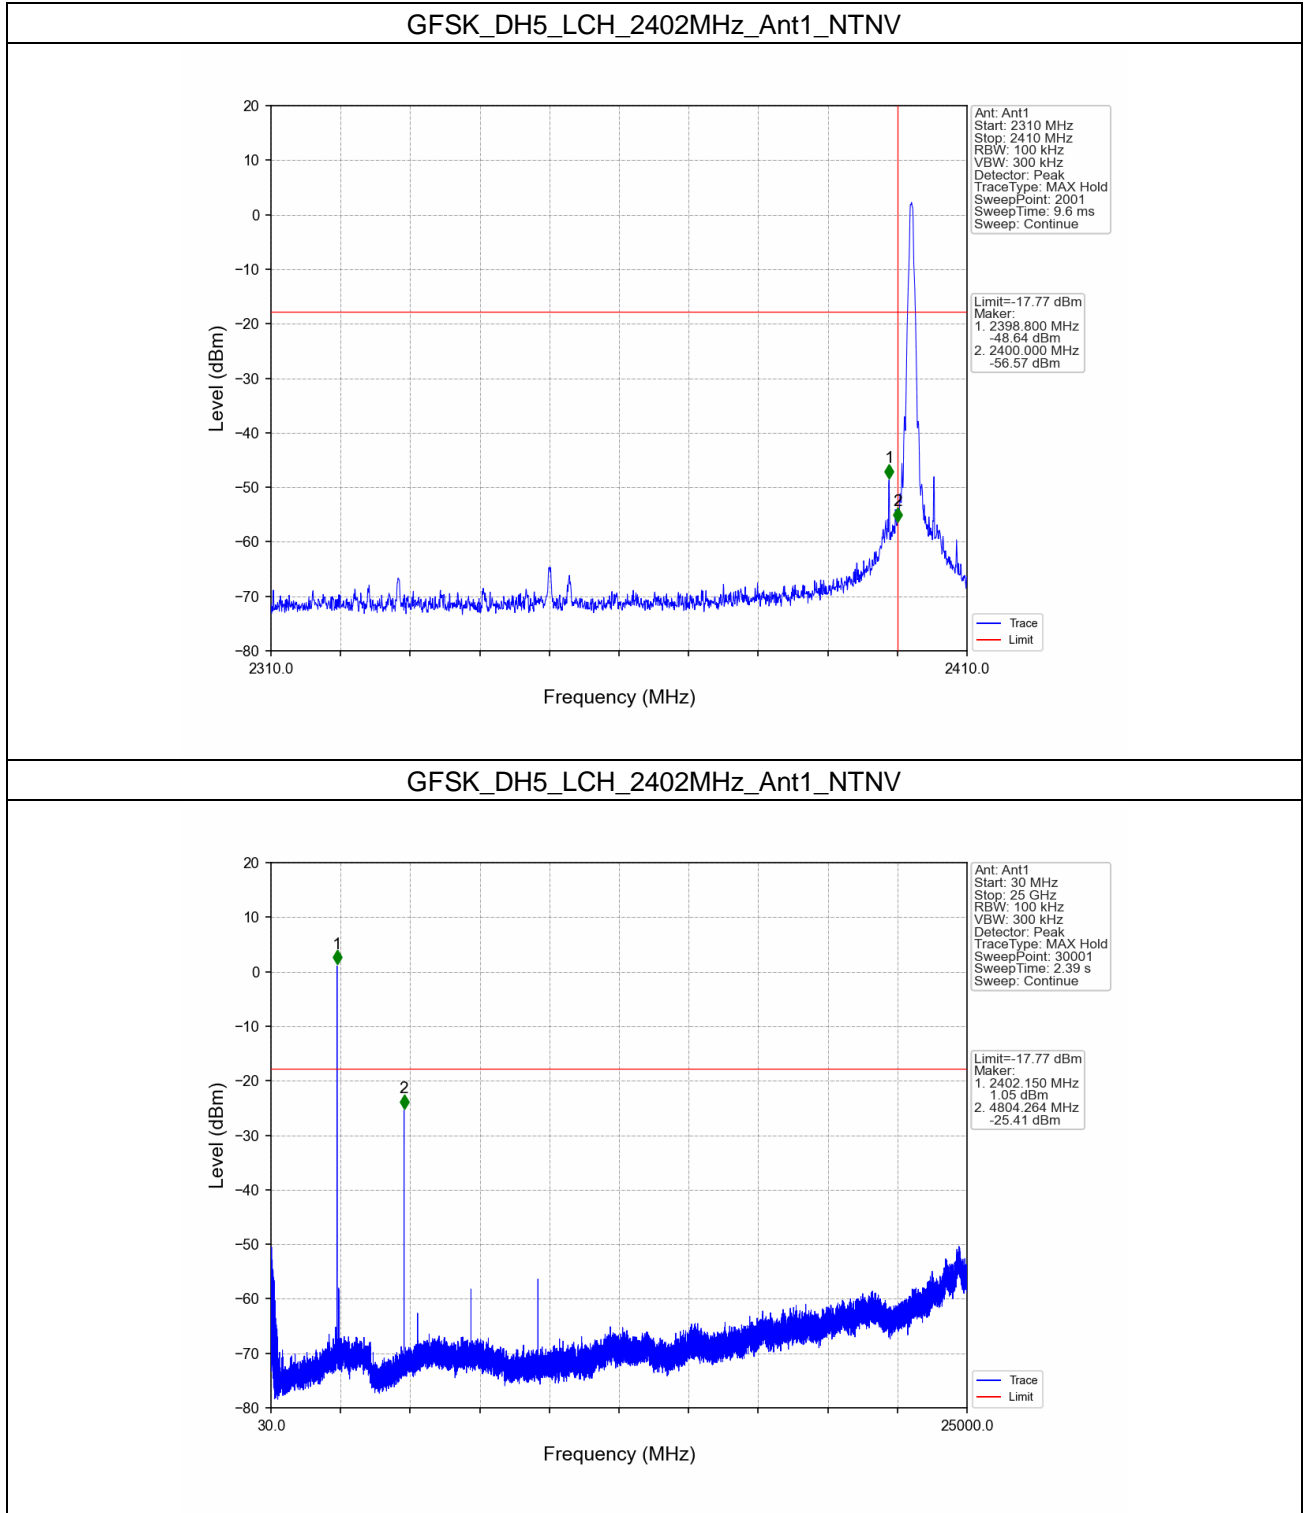 GFSK_DH5_LCH_2402MHz_Ant1_NTNV
20
10
0
−10
−20
−30
−40
−50
−60
−70
−80
Level (dBm)
2310.0
2410.0
Frequency (MHz)
1
2
Ant: Ant1
Start: 2310 MHz
Stop: 2410 MHz
RBW: 100 kHz
VBW: 300 kHz
Detector: Peak
TraceType: MAX Hold
SweepPoint: 2001
SweepTime: 9.6 ms
Sweep: Continue
Limit=-17.77 dBm
Maker:
1. 2398.800 MHz
-48.64 dBm
2. 2400.000 MHz
-56.57 dBm
Trace
Limit
GFSK_DH5_LCH_2402MHz_Ant1_NTNV
20
10
0
−10
−20
−30
−40
−50
−60
−70
−80
Level (dBm)
30.0
25000.0
Frequency (MHz)
1
2
Ant: Ant1
Start: 30 MHz
Stop: 25 GHz
RBW: 100 kHz
VBW: 300 kHz
Detector: Peak
TraceType: MAX Hold
SweepPoint: 30001
SweepTime: 2.39 s
Sweep: Continue
Limit=-17.77 dBm
Maker:
1. 2402.150 MHz
1.05 dBm
2. 4804.264 MHz
-25.41 dBm
Trace
Limit